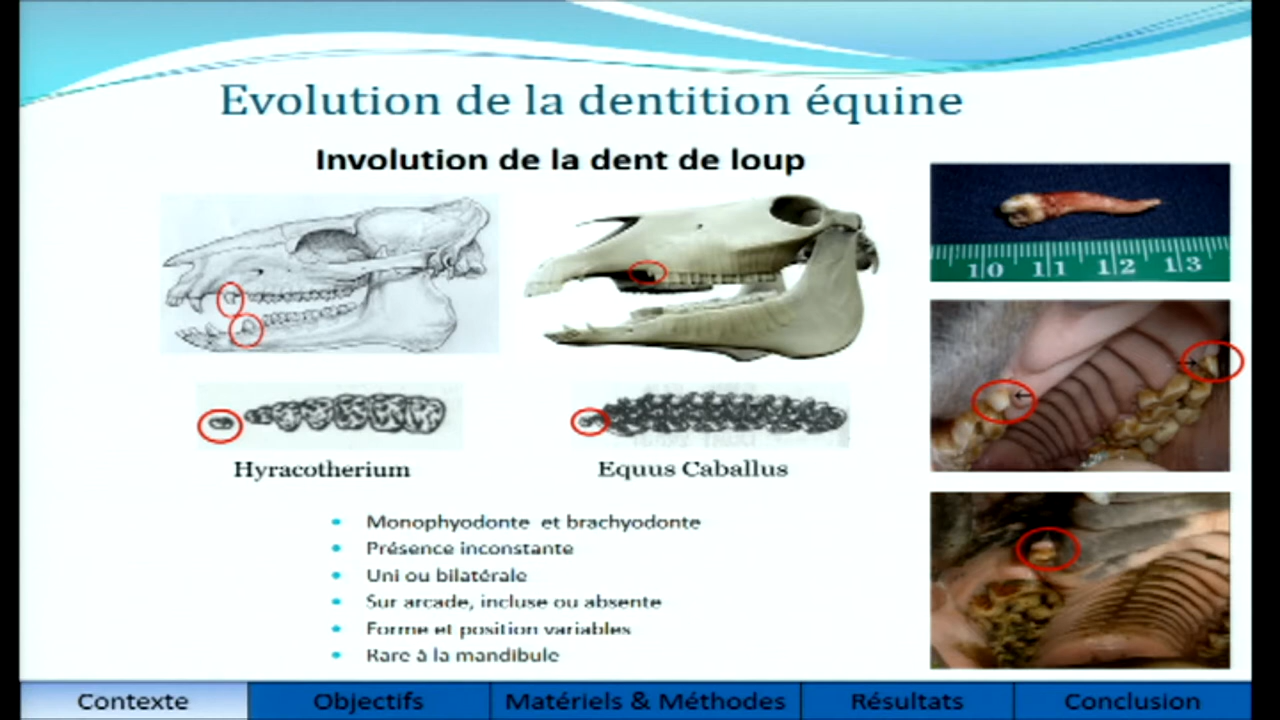 Evolution de la dentition équine
Involution de la dent de loup
10 11 12 13
Hyracotherium
Equus Caballus
• Monophyodonte et brachyodonte
• Présence inconstante
• Uni ou bilatérale
• Sur arcade, incluse ou absente
• Forme et position variables
• Rare à la mandibule
Contexte
Objectifs
Matériels & Méthodes
Résultats
Conclusion